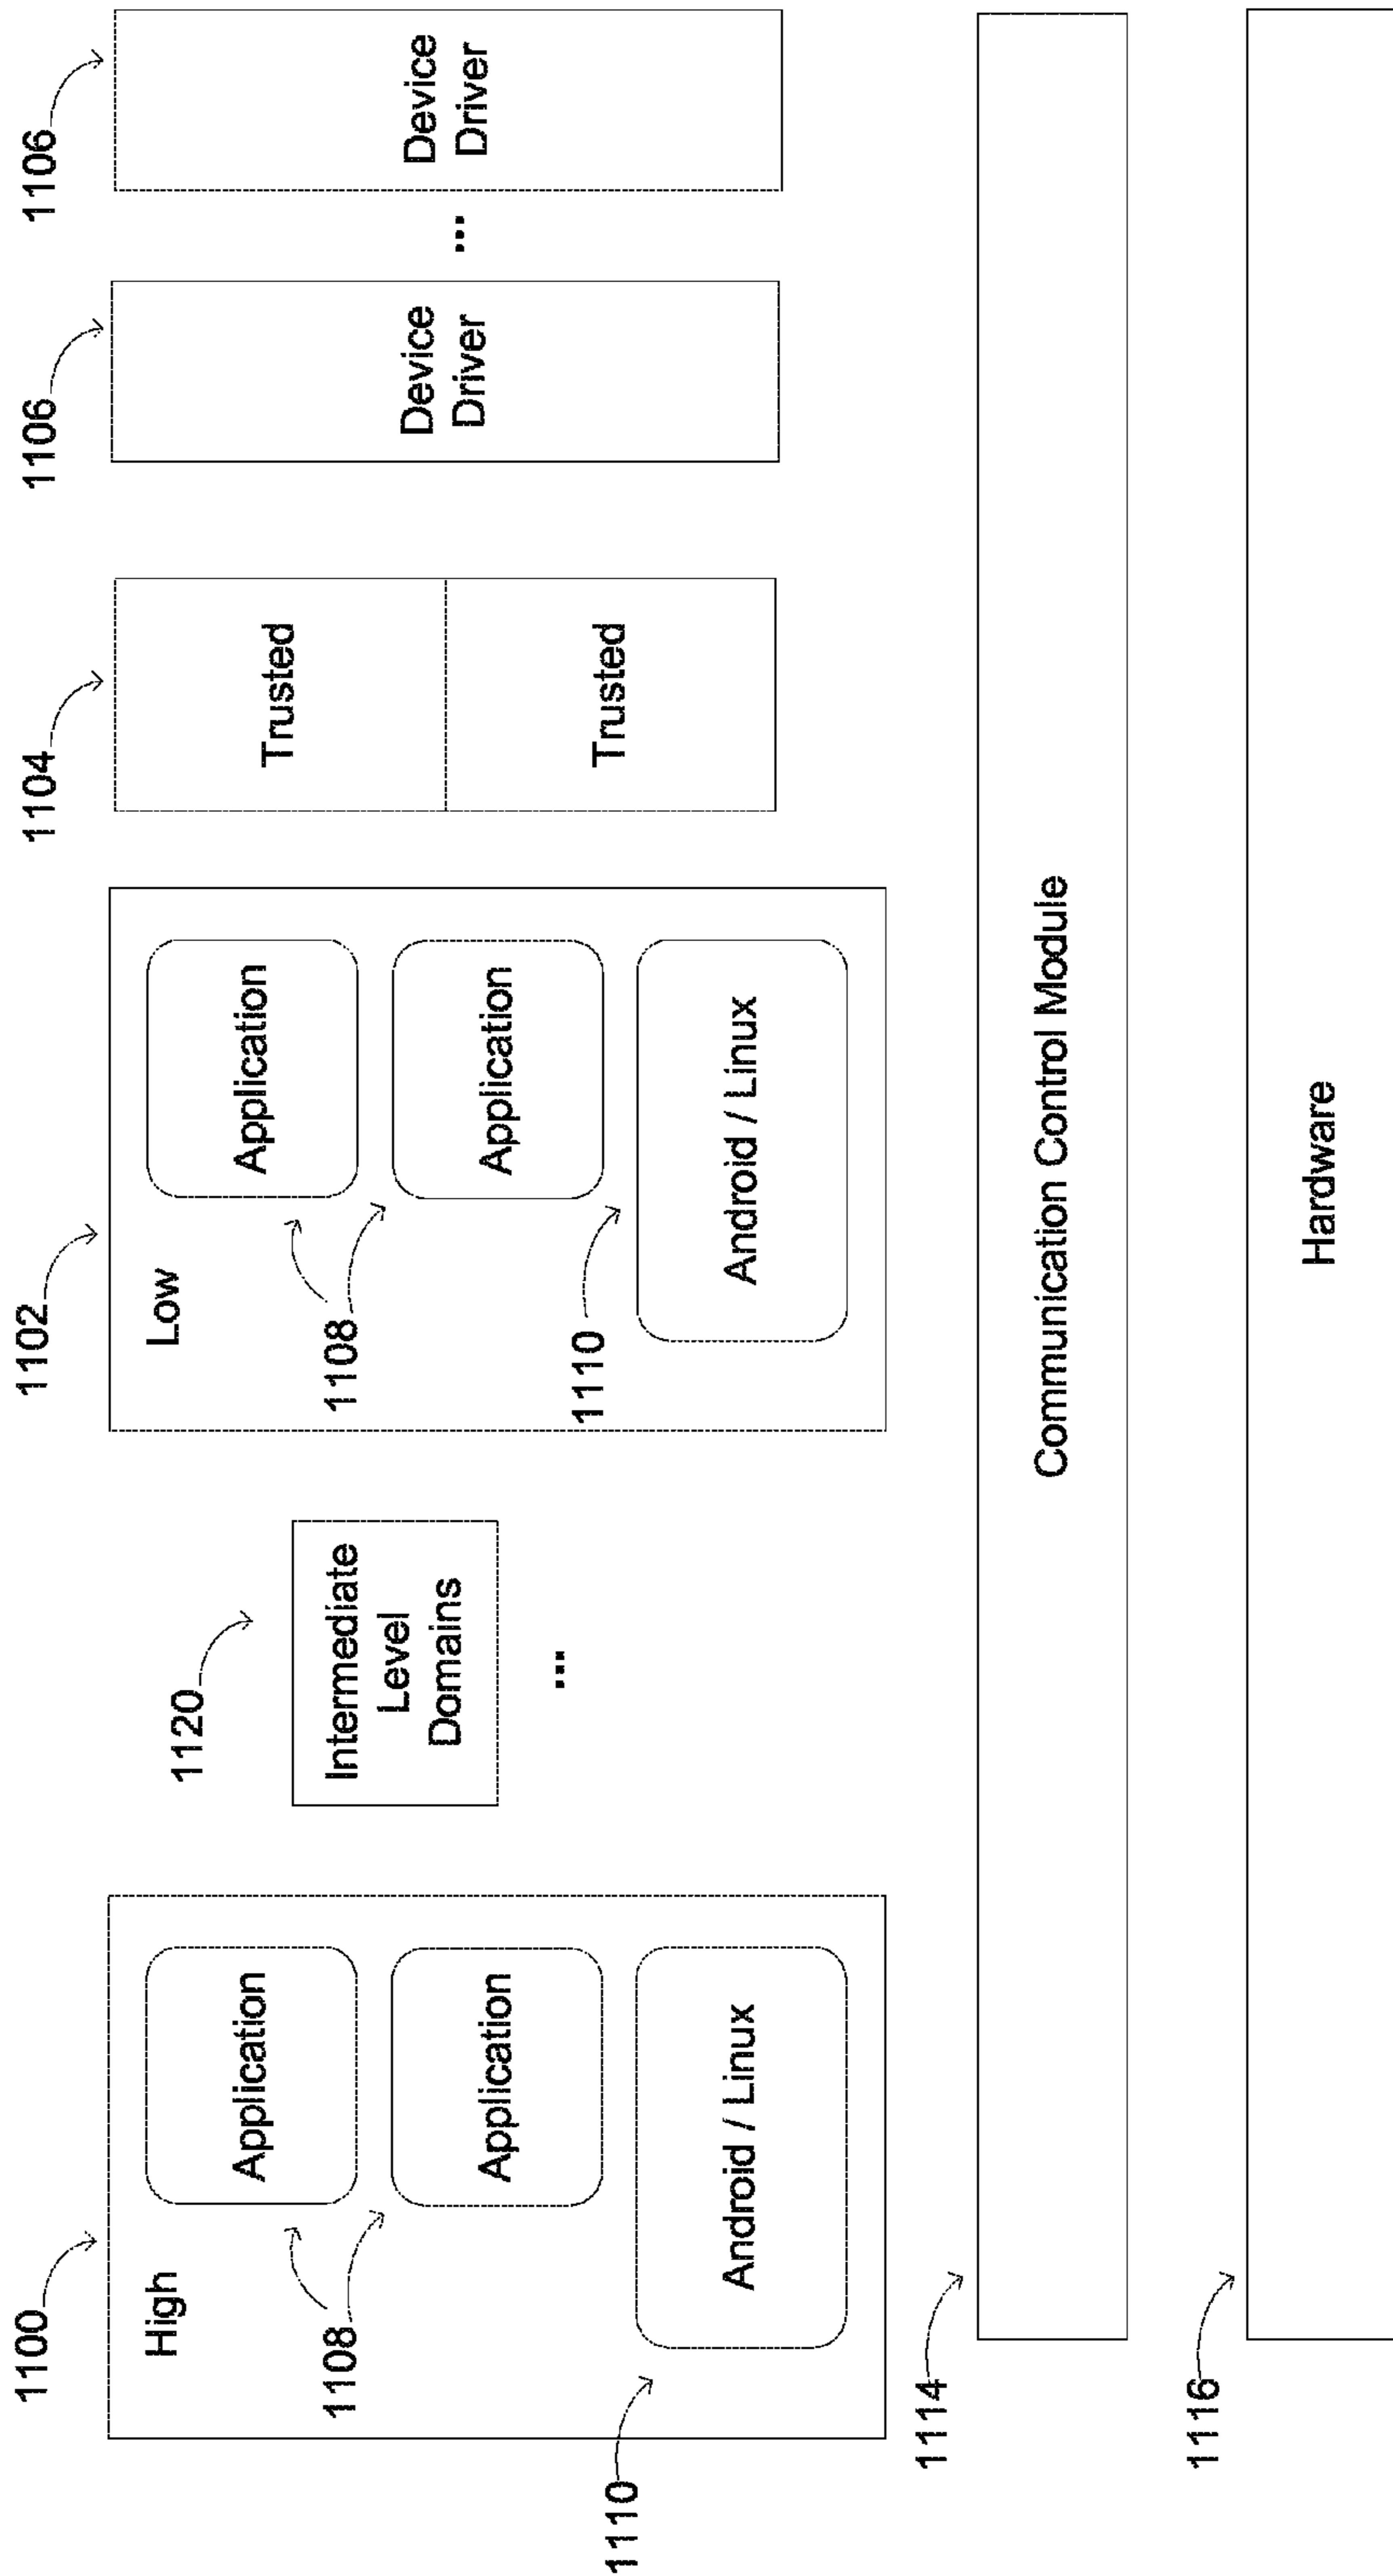 1100
1120
1102
1104
1106
1106
High
Application
1108
Application
1110
Android / Linux
Intermediate
Level
Domains
...
Low
Application
1108
Application
1110
Android / Linux
Trusted
Trusted
Device
Driver
...
Device
Driver
1114
Communication Control Module
1116
Hardware